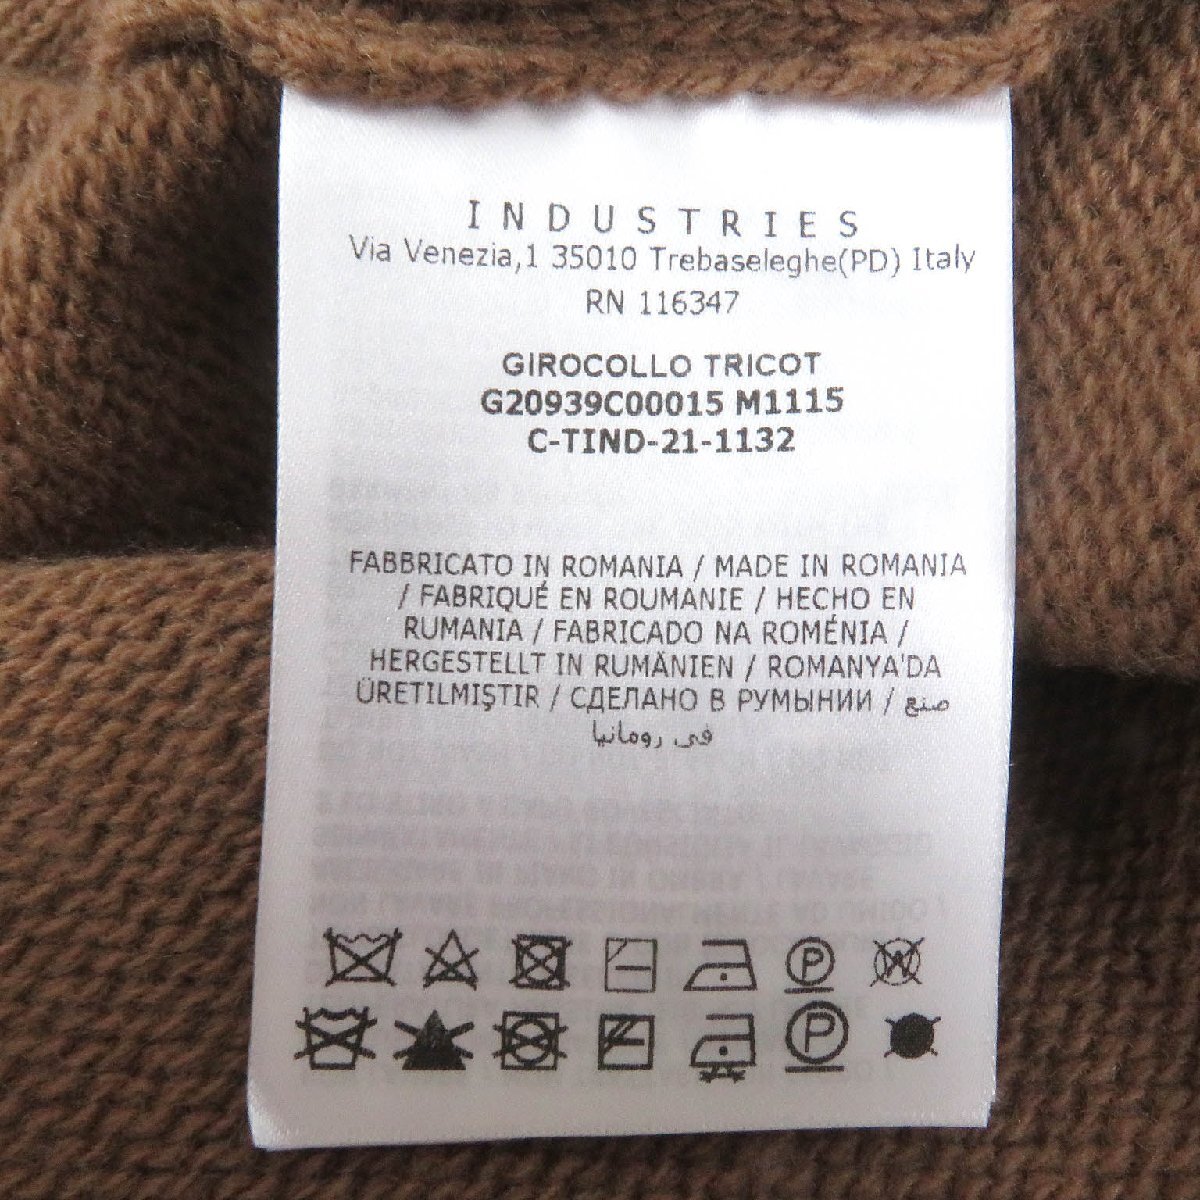 INDUSTRIES
Via Venezia,1 35010 Trebaseleghe(PD) Italy
RN 116347
GIROCOLLO TRICOT
G20939C00015 M1115
C-TIND-21-1132
FABBRICATO IN ROMANIA / MADE IN ROMANIA
/ FABRIQUÉ EN ROUMANIE / HECHO EN
RUMANIA / FABRICADO NA ROMÉNIA /
HERGESTELLT IN RUMÄNIEN / ROMANYA'DA
ÜRETILMIŞTIR / СДЕЛАНО В РУМЫНИИ / صنع
في رومانيا
P W
P